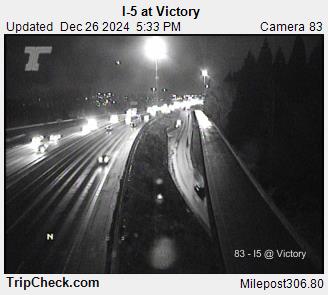 I-5 at Victory
Updated Dec 26 2024 5:33 PM Camera 83
T
N
83 - I5 @ Victory
TripCheck.com Milepost306.80